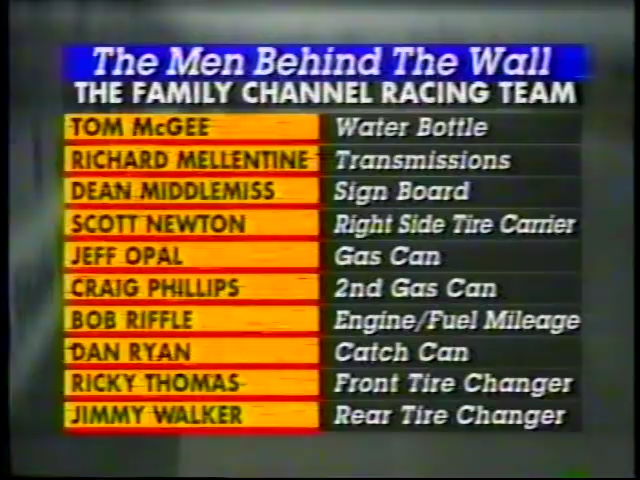 The Men Behind The Wall
THE FAMILY CHANNEL RACING TEAM
TOM McGEE Water Bottle
RICHARD MELLENTINE Transmissions
DEAN MIDDLEMISS Sign Board
SCOTT NEWTON Right Side Tire Carrier
JEFF OPAL Gas Can
CRAIG PHILLIPS 2nd Gas Can
BOB RIFFLE Engine/Fuel Mileage
DAN RYAN Catch Can
RICKY THOMAS Front Tire Changer
JIMMY WALKER Rear Tire Changer